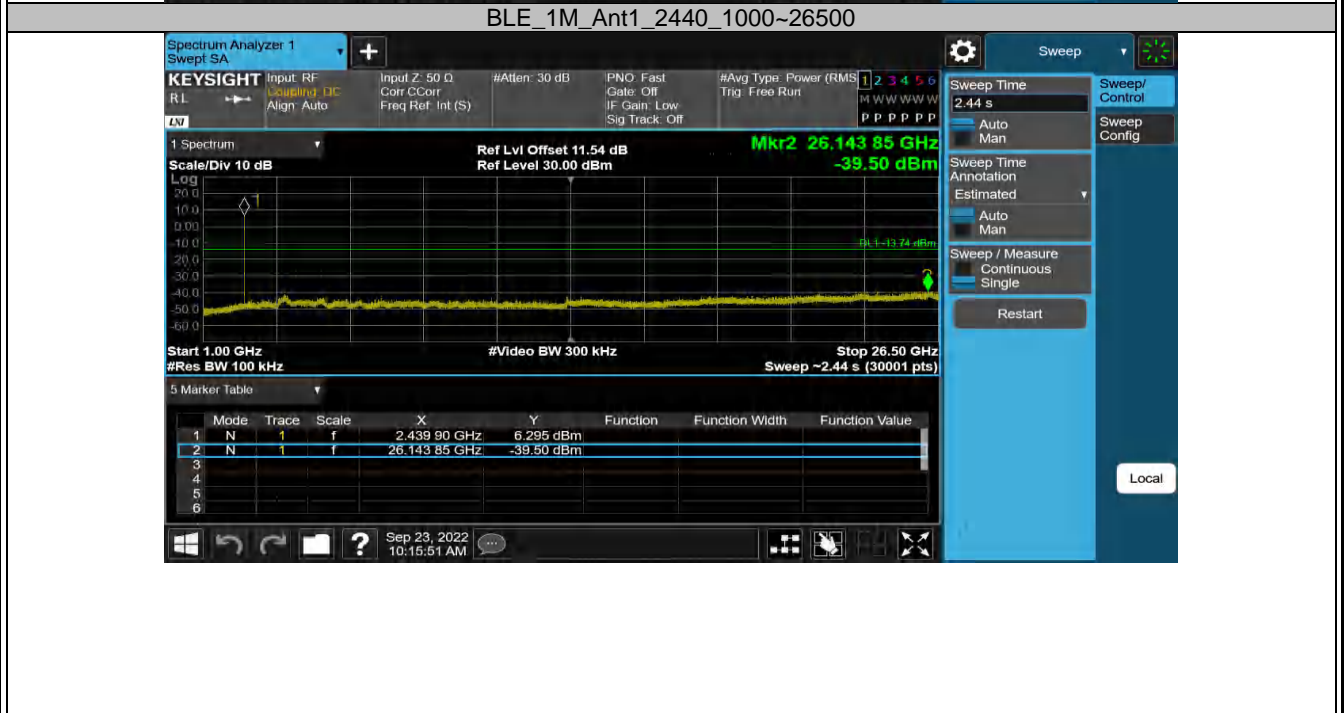 BLE_1M_Ant1_2440_1000~26500
Spectrum Analyzer 1
Swept SA
Sweep
KEYSIGHT
RL
LXI
Input: RF
Coupling: DC
Align: Auto
Input Z: 50 Ω
Corr CCorr
Freq Ref: Int (S)
#Atten: 30 dB
PNO: Fast
Gate: Off
IF Gain: Low
Sig Track: Off
#Avg Type: Power (RMS
Trig: Free Run
1 2 3 4 5 6
M W W W W W
P P P P P P
1 Spectrum
Scale/Div 10 dB
Ref Lvl Offset 11.54 dB
Ref Level 30.00 dBm
Mkr2 26.143 85 GHz
-39.50 dBm
Log
20.0
10.0
0.00
-10.0
-20.0
-30.0
-40.0
-50.0
-60.0
1
DL1 -13.74 dBm
2
Start 1.00 GHz
#Res BW 100 kHz
#Video BW 300 kHz
Stop 26.50 GHz
Sweep ~2.44 s (30001 pts)
5 Marker Table
Mode Trace Scale X Y Function Function Width Function Value
1 N 1 f 2.439 90 GHz 6.295 dBm
2 N 1 f 26.143 85 GHz -39.50 dBm
3
4
5
6
Sep 23, 2022
10:15:51 AM
Sweep Time
2.44 s
Auto
Man
Sweep Time
Annotation
Estimated
Auto
Man
Sweep / Measure
Continuous
Single
Restart
Sweep/
Control
Sweep
Config
Local